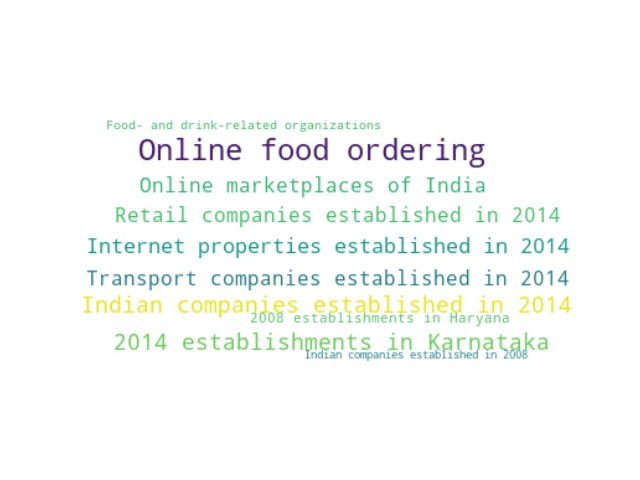 Food- and drink-related organizations
Online food ordering
Online marketplaces of India
Retail companies established in 2014
Internet properties established in 2014
Transport companies established in 2014
Indian companies established in 2014
2008 establishments in Haryana
2014 establishments in Karnataka
Indian companies established in 2008